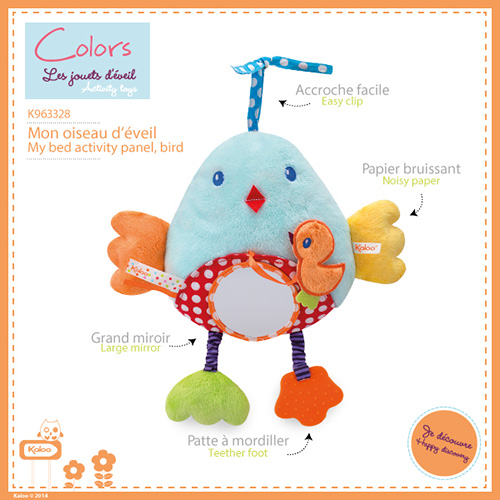 Colors
Les jouets d'éveil
Activity toys
K963328
Mon oiseau d'éveil
My bed activity panel, bird
Accroche facile
Easy clip
Papier bruissant
Noisy paper
Kaloo
Grand miroir
Large mirror
Patte à mordiller
Teether foot
Je découvre
Happy discovery
Kaloo
Kaloo © 2014